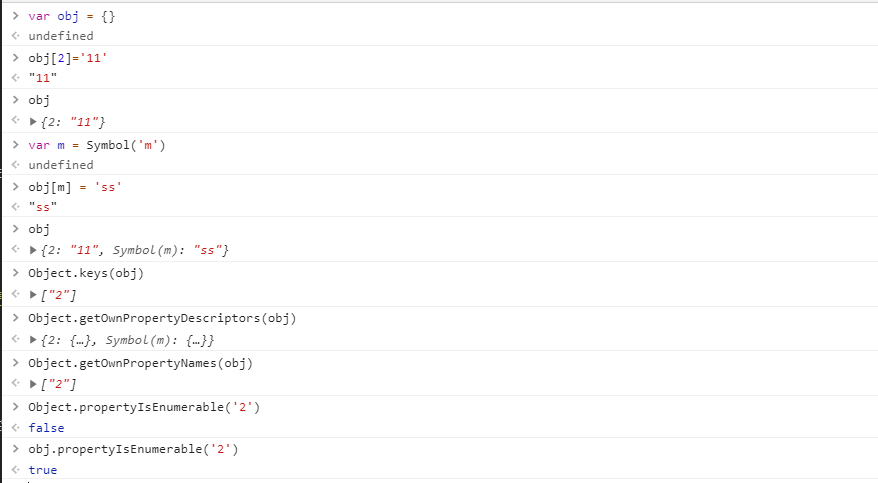 > var obj = {}
<· undefined
> obj[2]='11'
<· "11"
> obj
<· ▶{2: "11"}
> var m = Symbol('m')
<· undefined
> obj[m] = 'ss'
<· "ss"
> obj
<· ▶{2: "11", Symbol(m): "ss"}
> Object.keys(obj)
<· ▶["2"]
> Object.getOwnPropertyDescriptors(obj)
<· ▶{2: {…}, Symbol(m): {…}}
> Object.getOwnPropertyNames(obj)
<· ▶["2"]
> Object.propertyIsEnumerable('2')
<· false
> obj.propertyIsEnumerable('2')
<· true